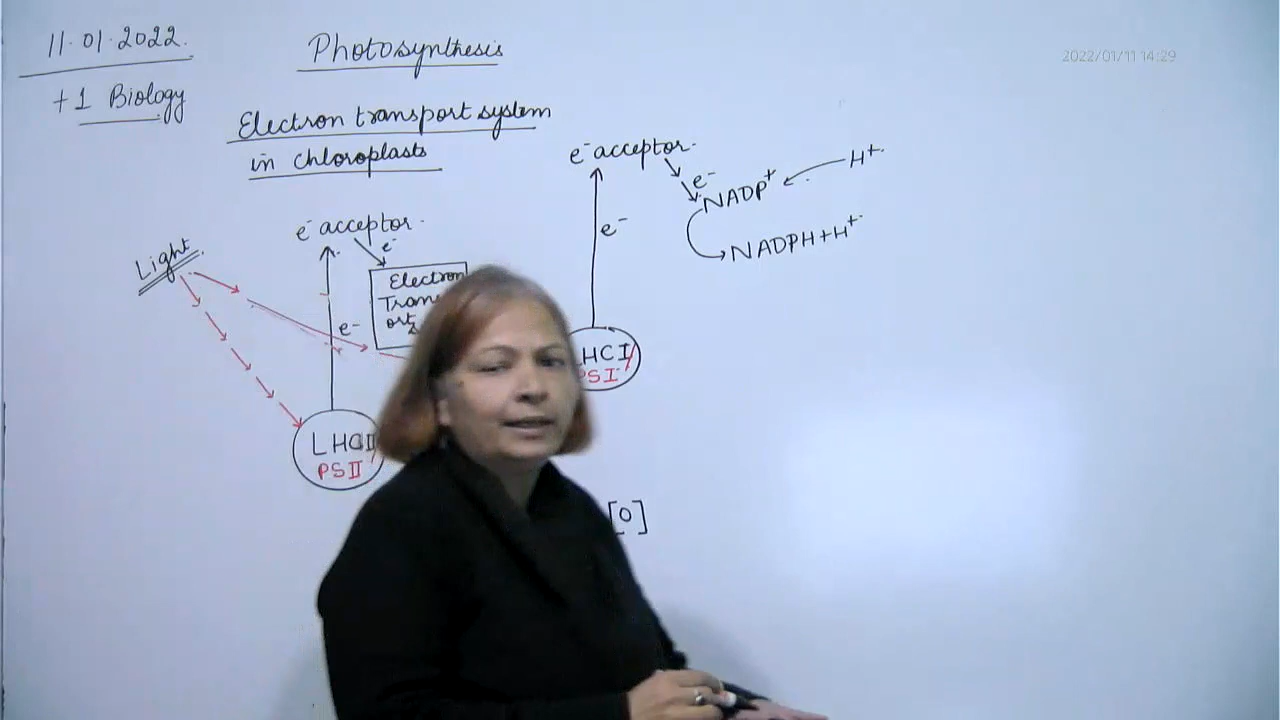 11.01.2022.
Photosynthesis
2022/01/11 14:29
+1 Biology
Electron transport system
in chloroplasts
e⁻ acceptor.
e⁻
NADP⁺
H⁺
NADPH+H⁺
e⁻
e⁻ acceptor.
e⁻
Light
Electron
e⁻
LHCI
PSI
LHCII
PSII
[O]